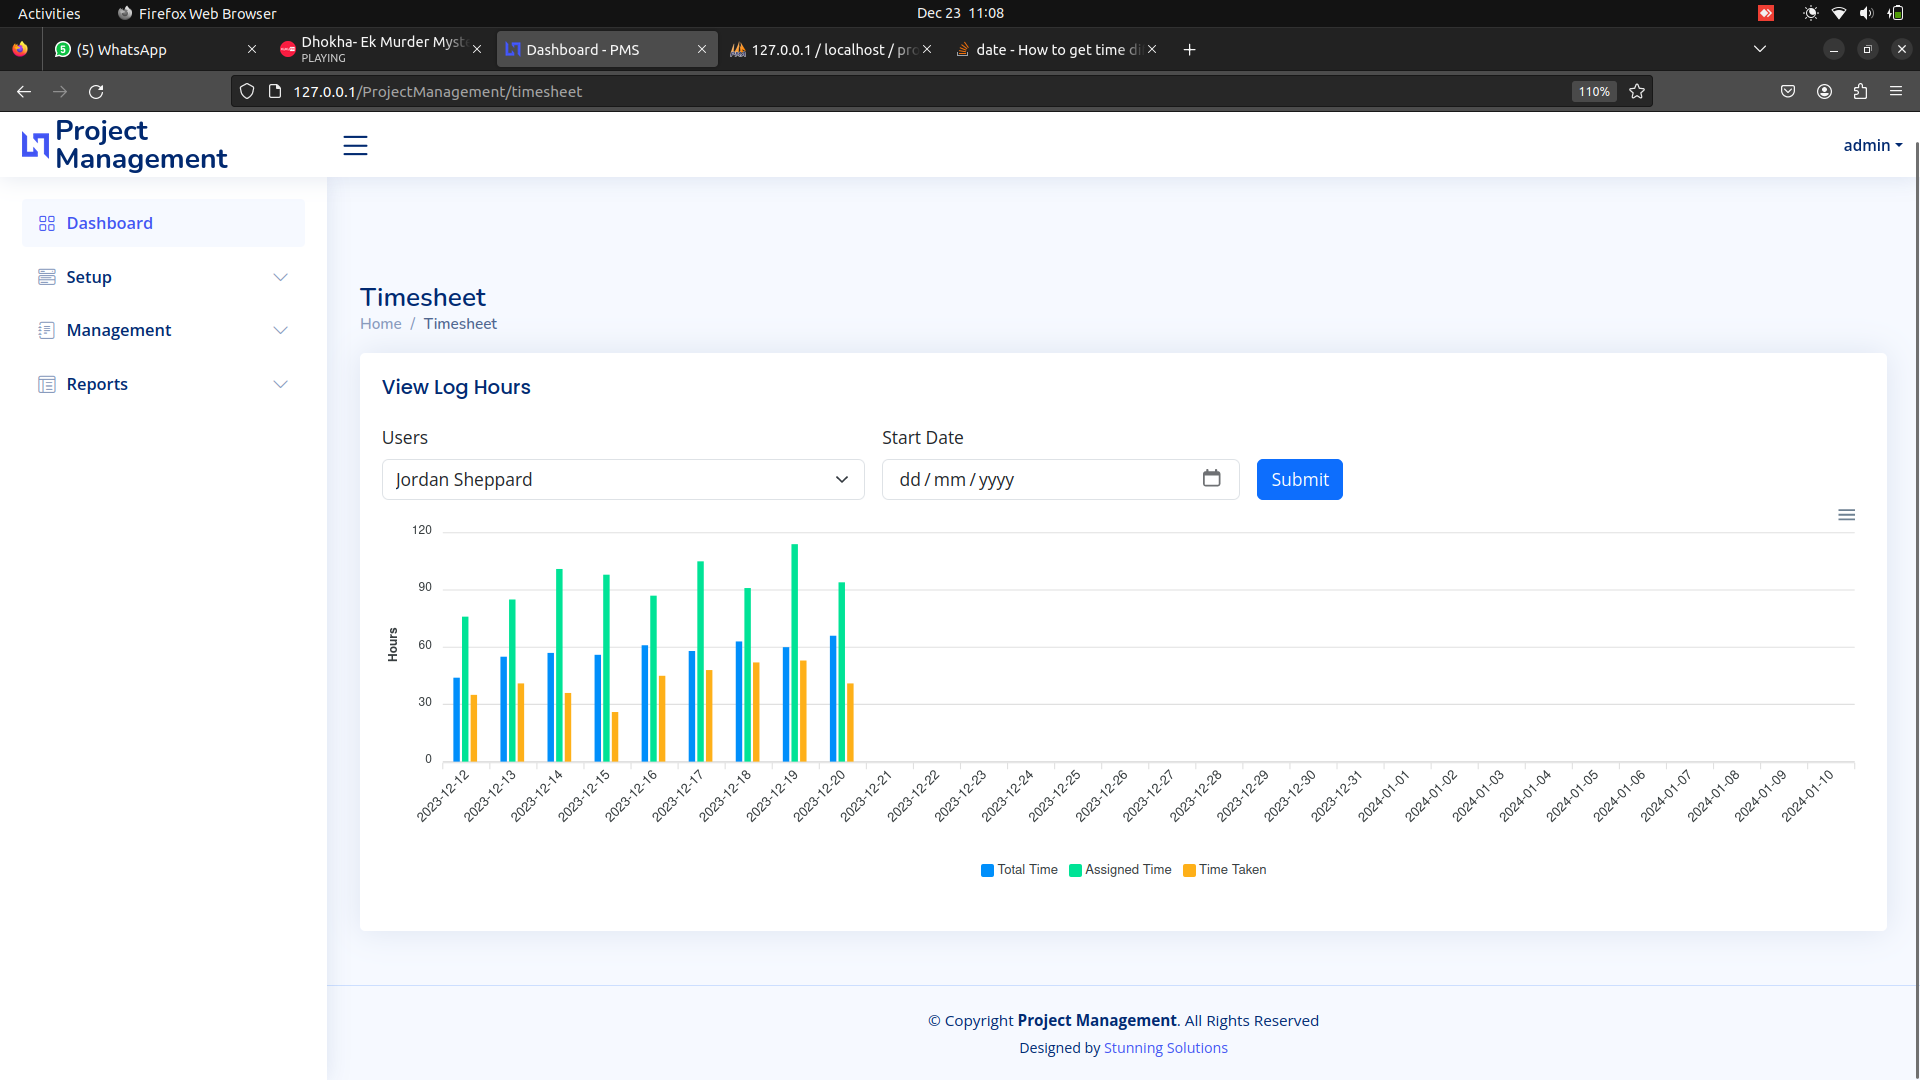 Activities
Firefox Web Browser
Dec 23 11:08
(5) WhatsApp
Dhokha- Ek Murder Myst
PLAYING
Dashboard - PMS
127.0.0.1 / localhost / pro
date - How to get time di
127.0.0.1/ProjectManagement/timesheet
110%
Project
Management
admin
Dashboard
Setup
Management
Reports
Timesheet
Home / Timesheet
View Log Hours
Users
Start Date
Jordan Sheppard
dd/mm/yyyy
Submit
120
90
60
30
0
Hours
2023-12-12
2023-12-13
2023-12-14
2023-12-15
2023-12-16
2023-12-17
2023-12-18
2023-12-19
2023-12-20
2023-12-21
2023-12-22
2023-12-23
2023-12-24
2023-12-25
2023-12-26
2023-12-27
2023-12-28
2023-12-29
2023-12-30
2023-12-31
2024-01-01
2024-01-02
2024-01-03
2024-01-04
2024-01-05
2024-01-06
2024-01-07
2024-01-08
2024-01-09
2024-01-10
Total Time
Assigned Time
Time Taken
© Copyright Project Management. All Rights Reserved
Designed by Stunning Solutions